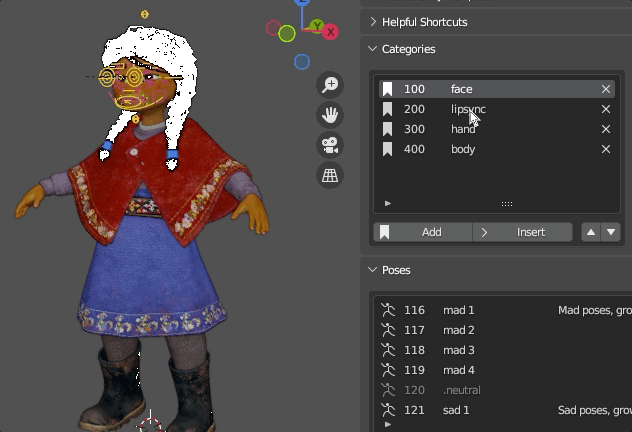 Z
Y
X
Helpful Shortcuts
Categories
100 face
200 lipsync
300 hand
400 body
Add
Insert
Poses
116 mad 1 Mad poses, gro
117 mad 2
118 mad 3
119 mad 4
120 .neutral
121 sad 1 Sad poses, grou